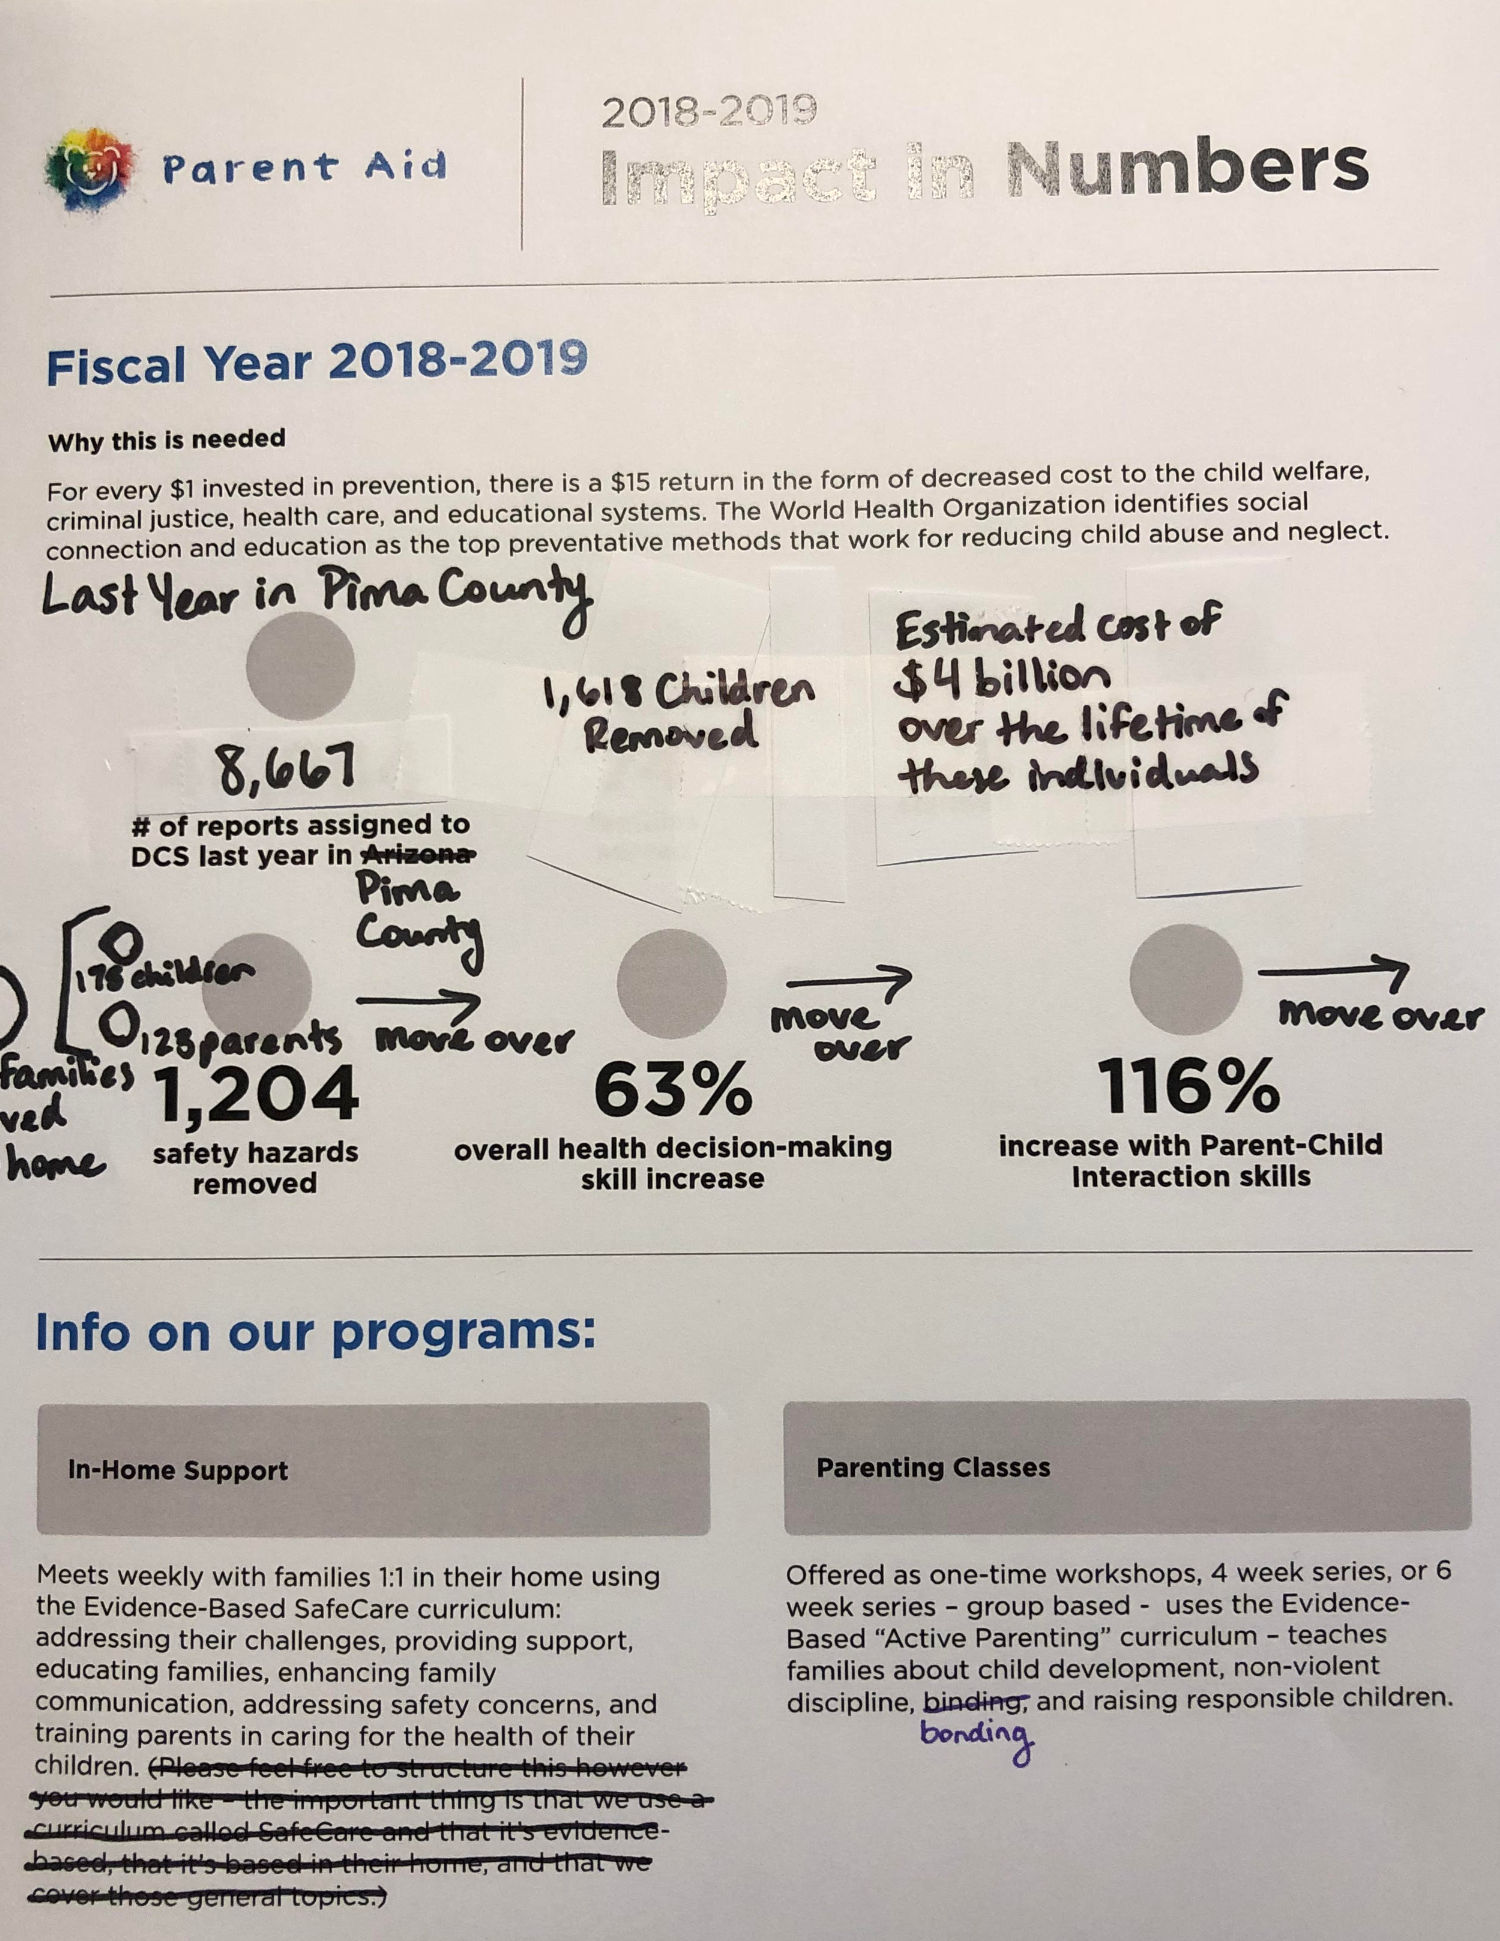 Parent Aid
2018-2019
Impact in Numbers
Fiscal Year 2018-2019
Why this is needed
For every $1 invested in prevention, there is a $15 return in the form of decreased cost to the child welfare,
criminal justice, health care, and educational systems. The World Health Organization identifies social
connection and education as the top preventative methods that work for reducing child abuse and neglect.
Last Year in Pima County
8,667
# of reports assigned to
DCS last year in Arizona
Pima
County
1,618 Children
Removed
Estimated cost of
$4 billion
over the lifetime of
these individuals
175 children
123 parents
families
ved
home
move over
1,204
safety hazards
removed
move
over
63%
overall health decision-making
skill increase
move over
116%
increase with Parent-Child
Interaction skills
Info on our programs:
In-Home Support
Meets weekly with families 1:1 in their home using
the Evidence-Based SafeCare curriculum:
addressing their challenges, providing support,
educating families, enhancing family
communication, addressing safety concerns, and
training parents in caring for the health of their
children. (Please feel free to structure this however
you would like – the important thing is that we use a
curriculum called SafeCare and that it's evidence-
based, that it's based in their home, and that we
cover those general topics.)
Parenting Classes
Offered as one-time workshops, 4 week series, or 6
week series – group based - uses the Evidence-
Based “Active Parenting” curriculum – teaches
families about child development, non-violent
discipline, binding, and raising responsible children.
bonding